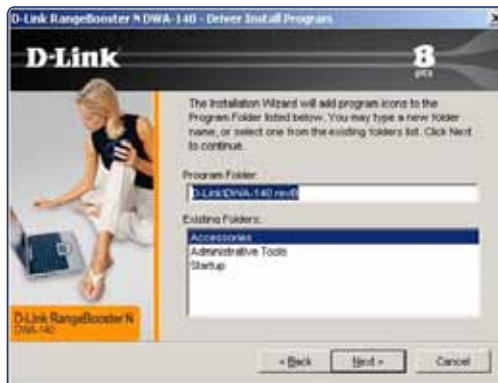 D-Link RangeBooster N DWA-140 - Driver Install Program
D-Link
8
pts
The Installation Wizard will add program icons to the
Program Folder listed below. You may type a new folder
name, or select one from the existing folders list. Click Next
to continue.
Program Folder:
D-Link\DWA-140 revB
Existing Folders:
Accessories
Administrative Tools
Startup
D-Link RangeBooster N
DWA-140
< Back
Next >
Cancel